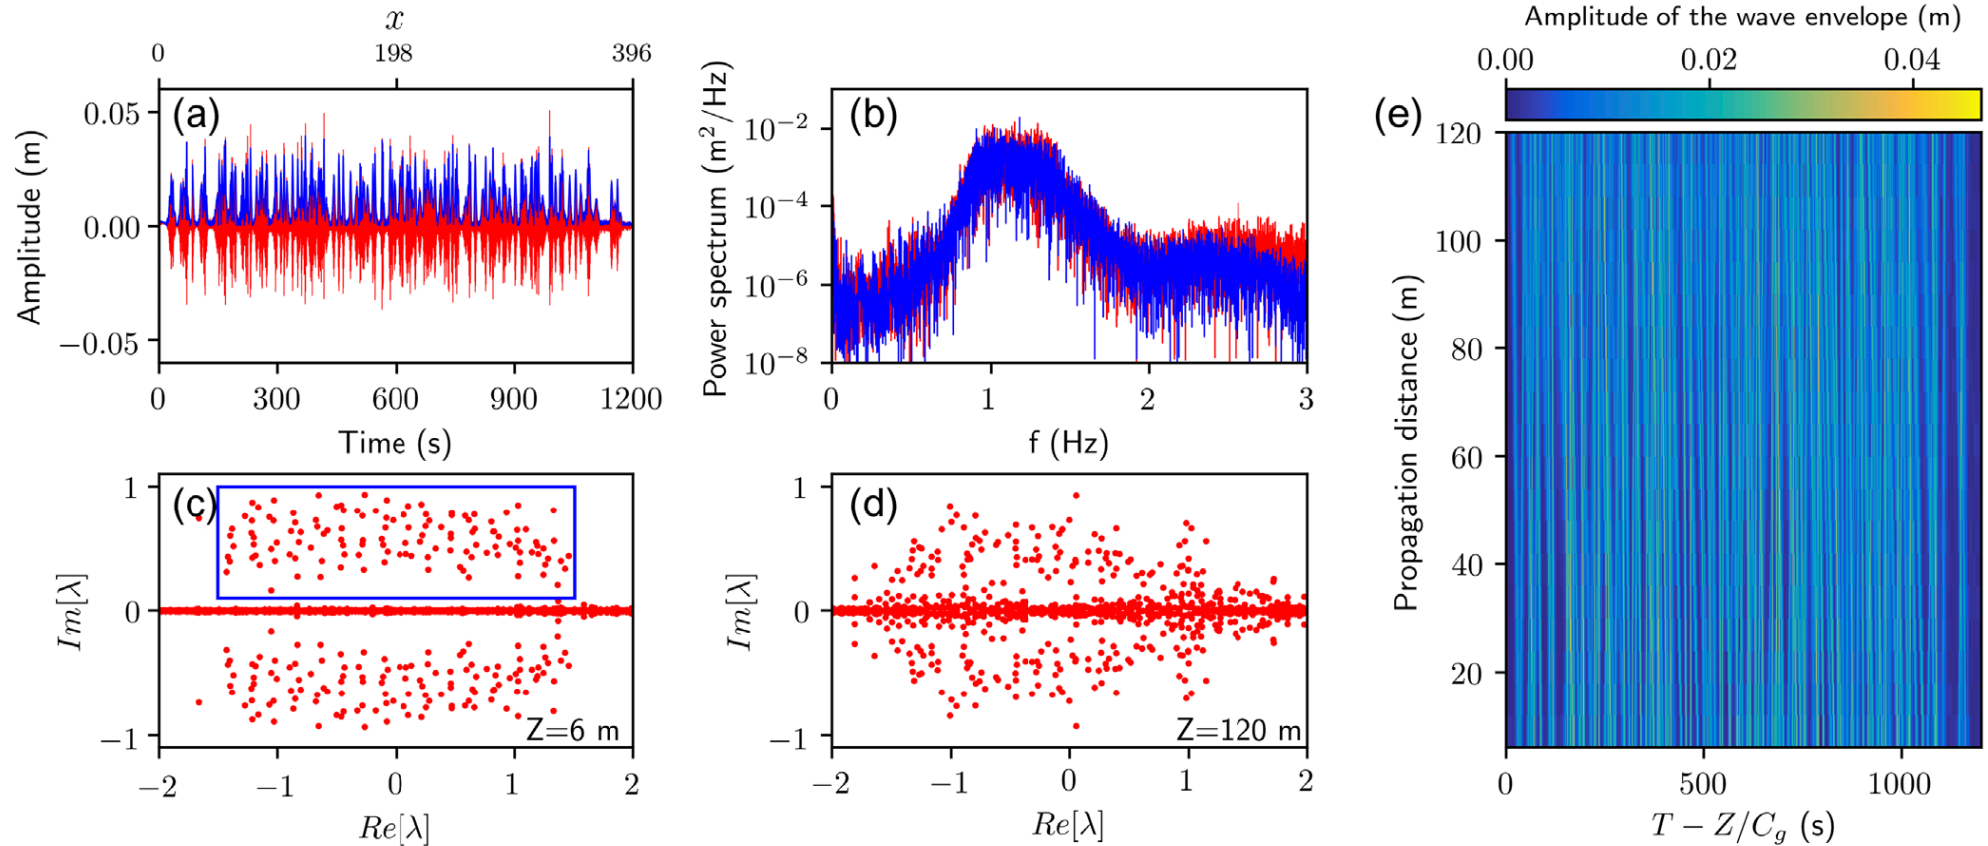 x
0 198 396
(a)
Amplitude (m)
0.05
0.00
−0.05
0 300 600 900 1200
Time (s)
(b)
Power spectrum (m²/Hz)
10⁻²
10⁻⁴
10⁻⁶
10⁻⁸
0 1 2 3
f (Hz)
(c)
Im[λ]
1
0
−1
Z=6 m
−2 −1 0 1 2
Re[λ]
(d)
Im[λ]
1
0
−1
Z=120 m
−2 −1 0 1 2
Re[λ]
Amplitude of the wave envelope (m)
0.00 0.02 0.04
(e)
Propagation distance (m)
120
100
80
60
40
20
0 500 1000
T − Z/C_g (s)